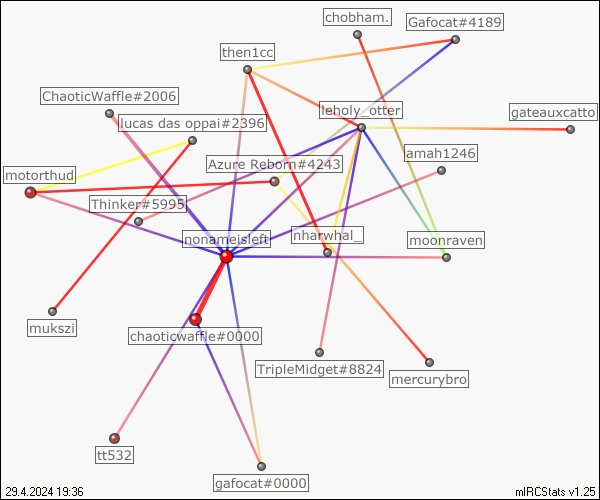 chobham.
Gafocat#4189
then1cc
ChaoticWaffle#2006
leholy_otter
gateauxcatto
lucas das oppai#2396
amah1246
Azure Reborn#4243
motorthud
Thinker#5995
nonameisleft
nharwhal_
moonraven
mukszi
chaoticwaffle#0000
TripleMidget#8824
mercurybro
tt532
gafocat#0000
29.4.2024 19:36
mIRCStats v1.25